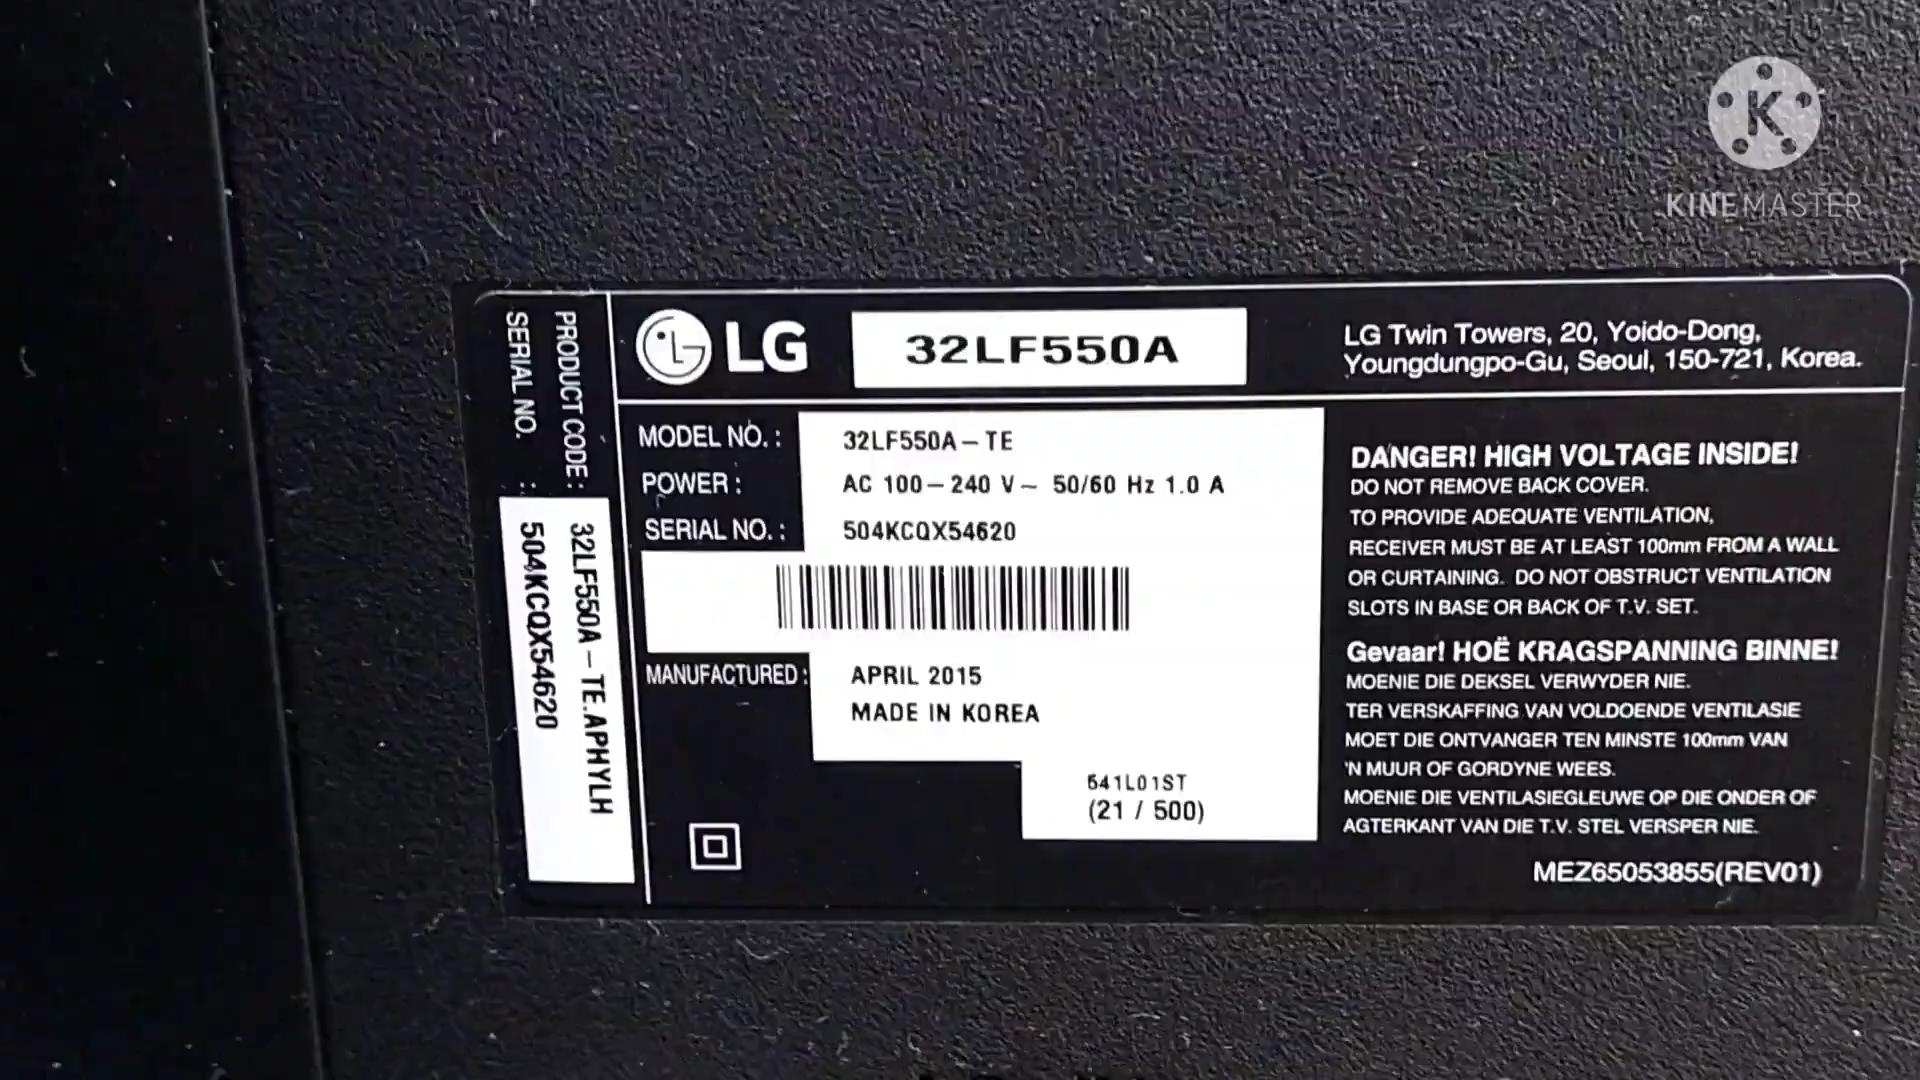 KINEMASTER
LG
32LF550A
LG Twin Towers, 20, Yoido-Dong,
Youngdungpo-Gu, Seoul, 150-721, Korea.
PRODUCT CODE : 32LF550A-TE.APHYLH
SERIAL NO. : 504KCQX54620
MODEL NO. : 32LF550A-TE
POWER : AC 100-240 V~ 50/60 Hz 1.0 A
SERIAL NO. : 504KCQX54620
MANUFACTURED : APRIL 2015
MADE IN KOREA
541L01ST
(21 / 500)
DANGER! HIGH VOLTAGE INSIDE!
DO NOT REMOVE BACK COVER.
TO PROVIDE ADEQUATE VENTILATION,
RECEIVER MUST BE AT LEAST 100mm FROM A WALL
OR CURTAINING. DO NOT OBSTRUCT VENTILATION
SLOTS IN BASE OR BACK OF T.V. SET.
Gevaar! HOË KRAGSPANNING BINNE!
MOENIE DIE DEKSEL VERWYDER NIE.
TER VERSKAFFING VAN VOLDOENDE VENTILASIE
MOET DIE ONTVANGER TEN MINSTE 100mm VAN
'N MUUR OF GORDYNE WEES.
MOENIE DIE VENTILASIEGLEUWE OP DIE ONDER OF
AGTERKANT VAN DIE T.V. STEL VERSPER NIE.
MEZ65053855(REV01)